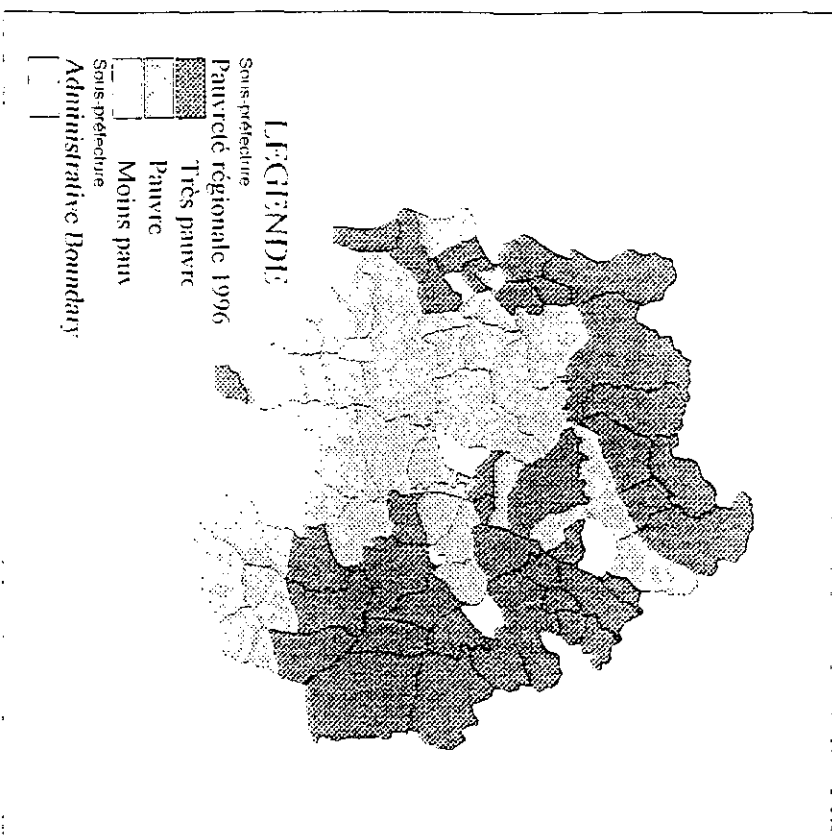 LEGENDE
Sous-préfecture
Pauvreté régionale 1996
Très pauvre
Pauvre
Moins pauv
Sous-préfecture
Administrative Boundary